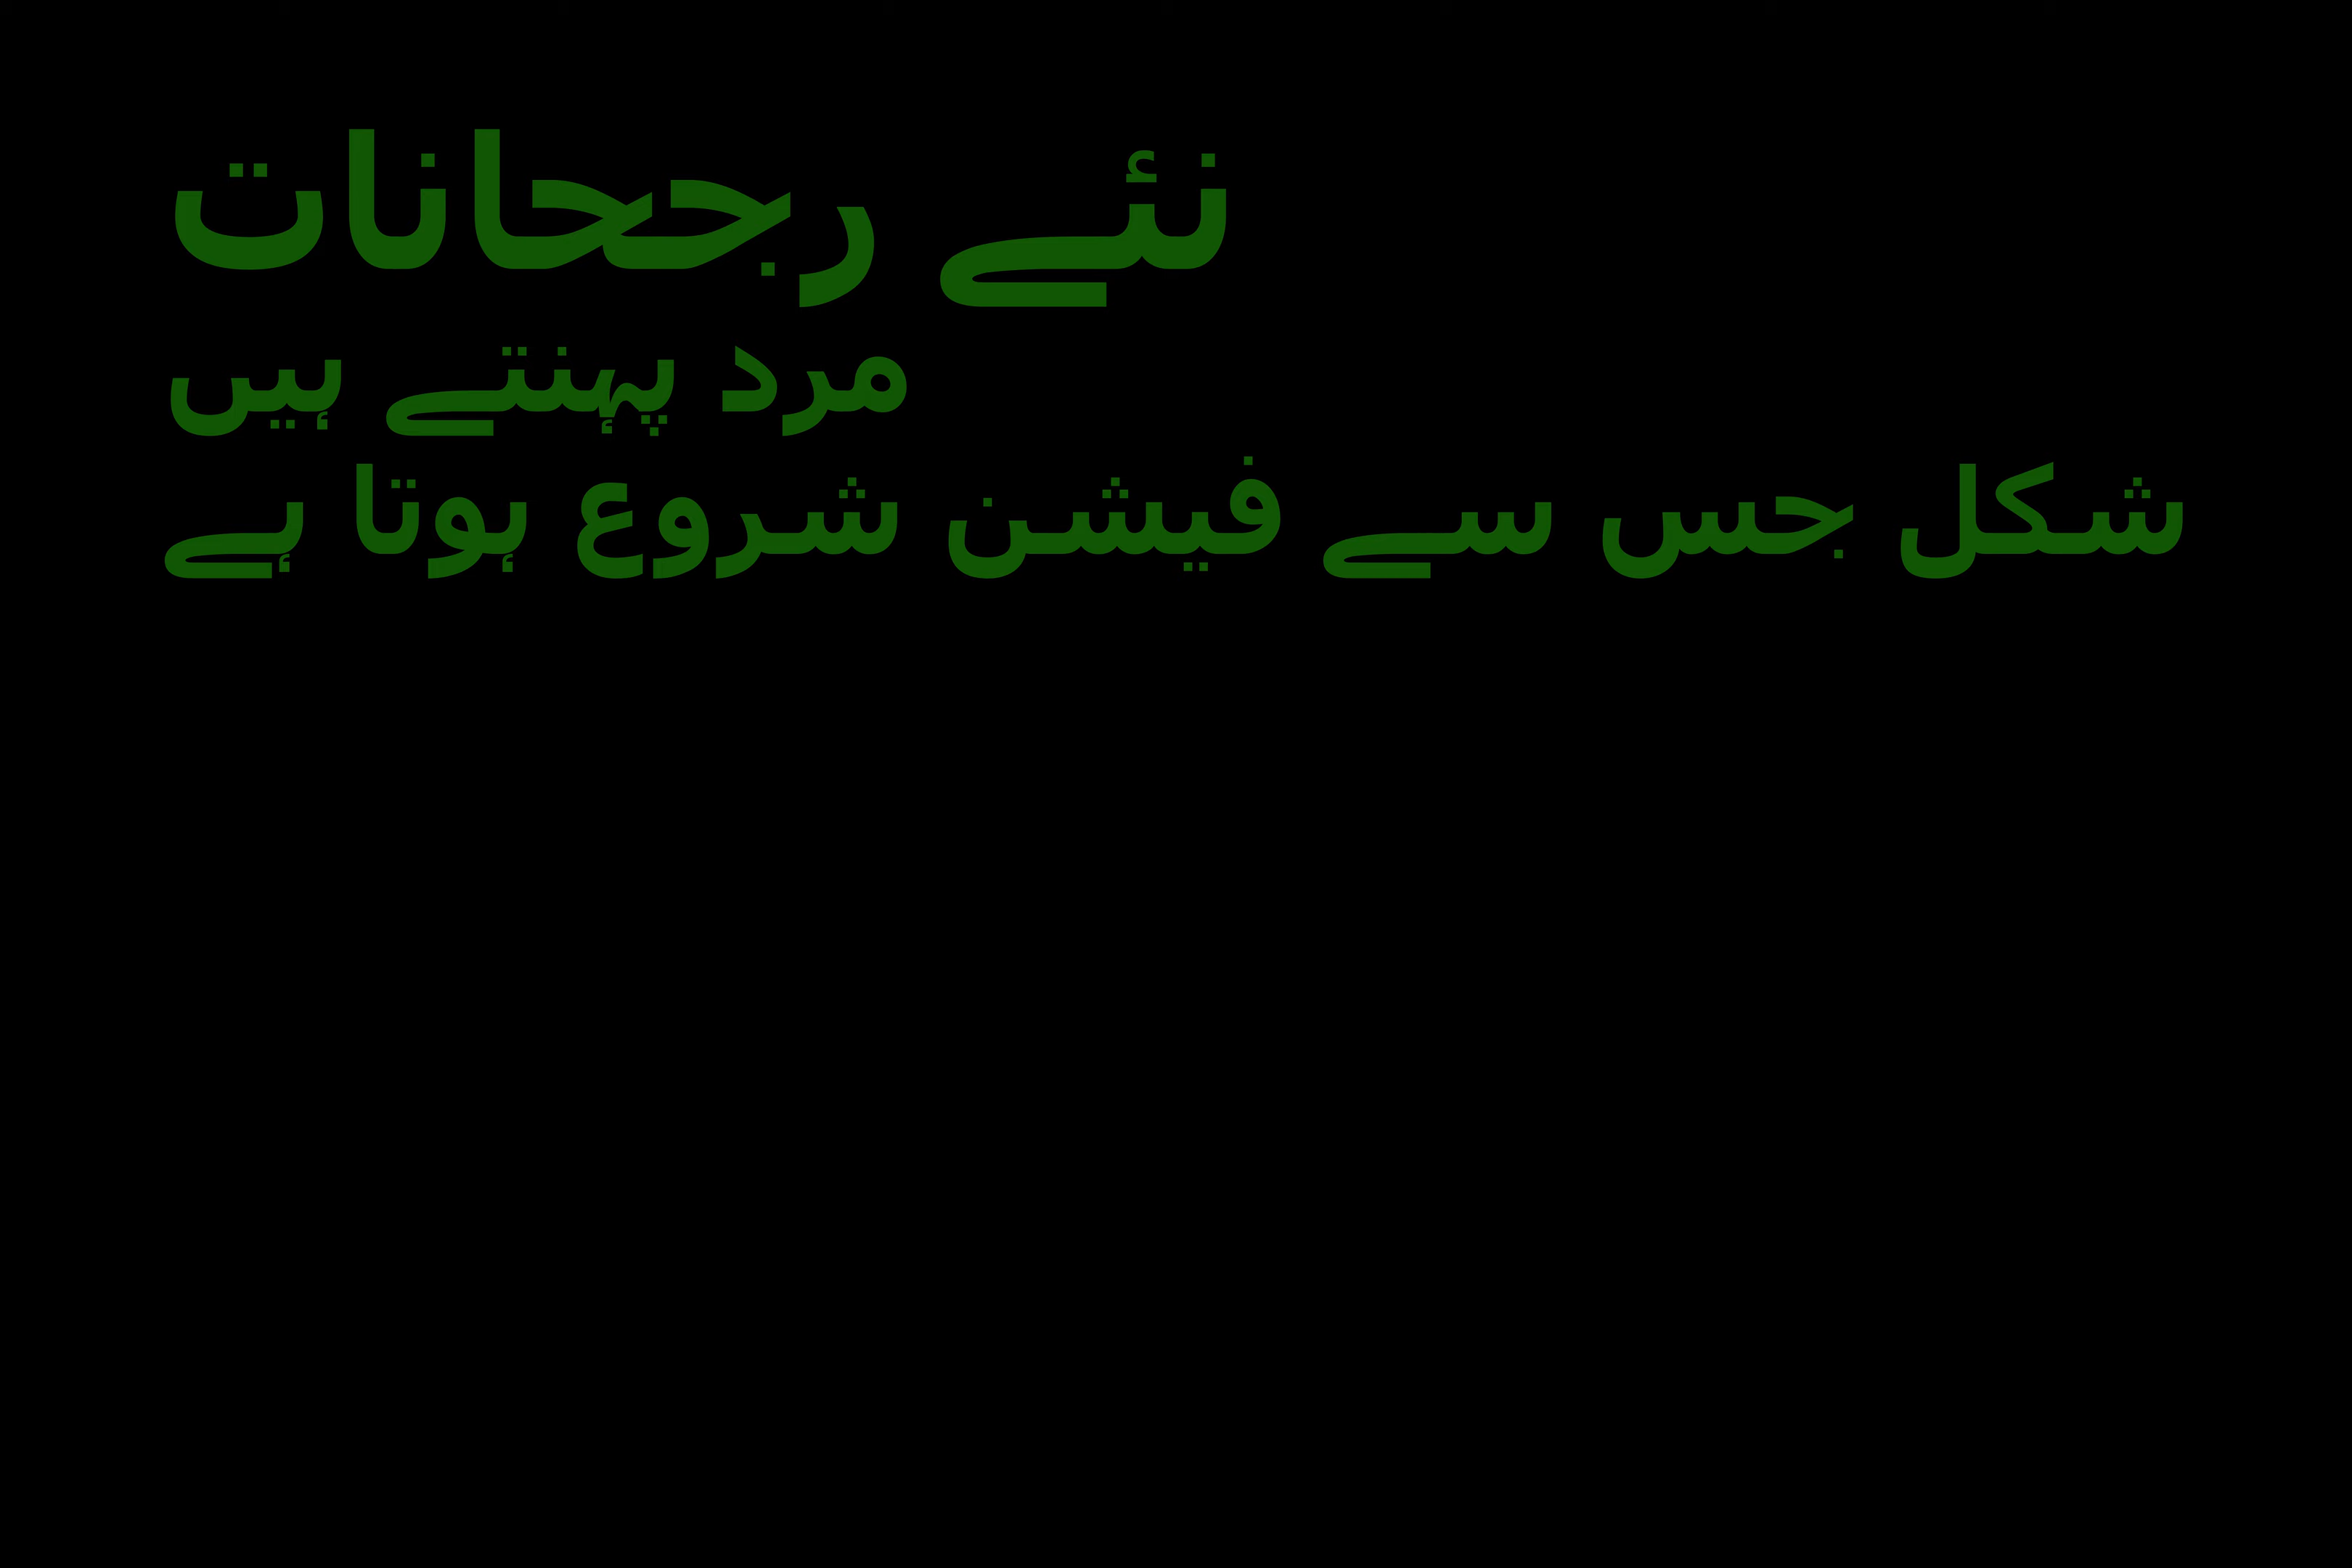 نئے رجحانات
مرد پہنتے ہیں
شکل جس سے فیشن شروع ہوتا ہے